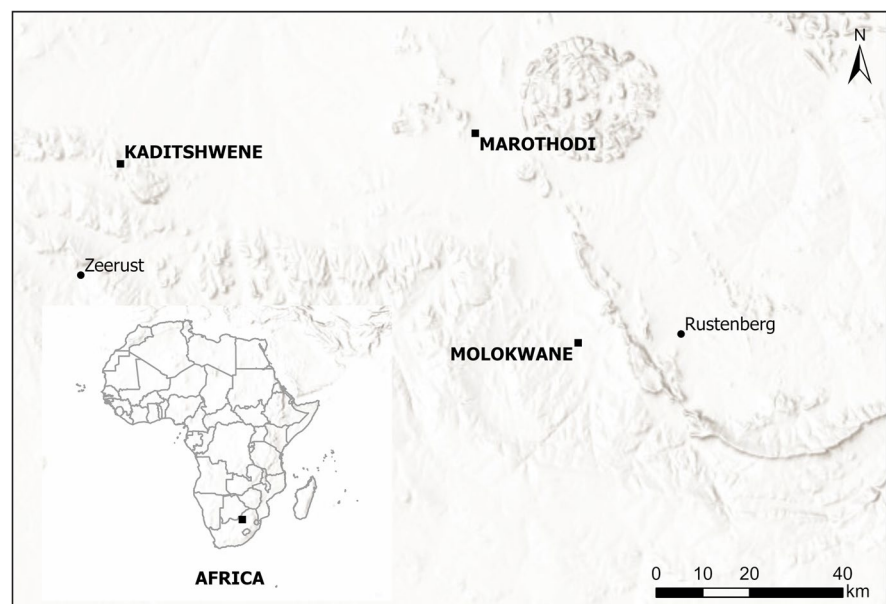 N
KADITSHWENE
MAROTHODI
Zeerust
Rustenberg
MOLOKWANE
AFRICA
0 10 20 40
km